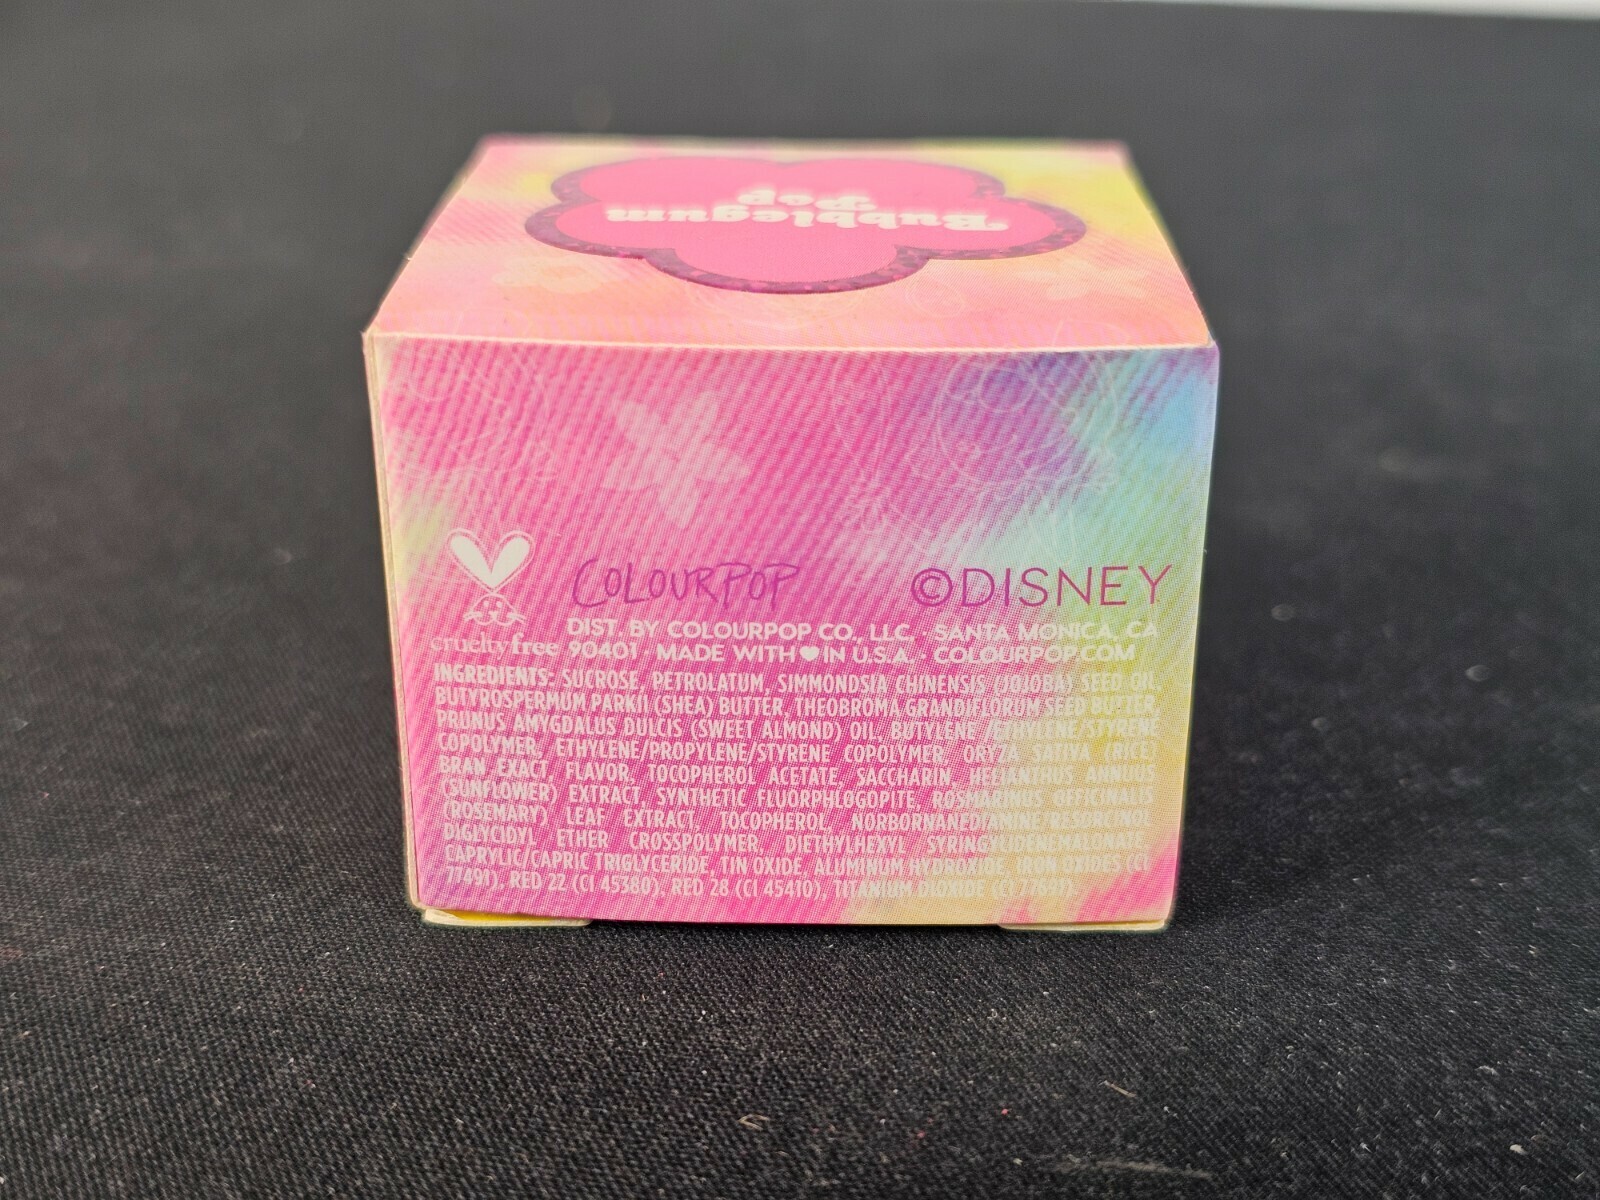 Bubblegum
Pop
COLOURPOP ©DISNEY
DIST. BY COLOURPOP CO., LLC · SANTA MONICA, CA
crueltyfree 90401 · MADE WITH ♥ IN U.S.A. · COLOURPOP.COM
INGREDIENTS: SUCROSE, PETROLATUM, SIMMONDSIA CHINENSIS (JOJOBA) SEED OIL,
BUTYROSPERMUM PARKII (SHEA) BUTTER, THEOBROMA GRANDIFLORUM SEED BUTTER,
PRUNUS AMYGDALUS DULCIS (SWEET ALMOND) OIL, BUTYLENE/ETHYLENE/STYRENE
COPOLYMER, ETHYLENE/PROPYLENE/STYRENE COPOLYMER, ORYZA SATIVA (RICE)
BRAN EXACT, FLAVOR, TOCOPHEROL ACETATE, SACCHARIN, HELIANTHUS ANNUUS
(SUNFLOWER) EXTRACT, SYNTHETIC FLUORPHLOGOPITE, ROSMARINUS OFFICINALIS
(ROSEMARY) LEAF EXTRACT, TOCOPHEROL, NORBORNANEDIAMINE/RESORCINOL
DIGLYCIDYL ETHER CROSSPOLYMER, DIETHYLHEXYL SYRINGYLIDENEMALONATE,
CAPRYLIC/CAPRIC TRIGLYCERIDE, TIN OXIDE, ALUMINUM HYDROXIDE, IRON OXIDES (CI
77491), RED 22 (CI 45380), RED 28 (CI 45410), TITANIUM DIOXIDE (CI 77891).